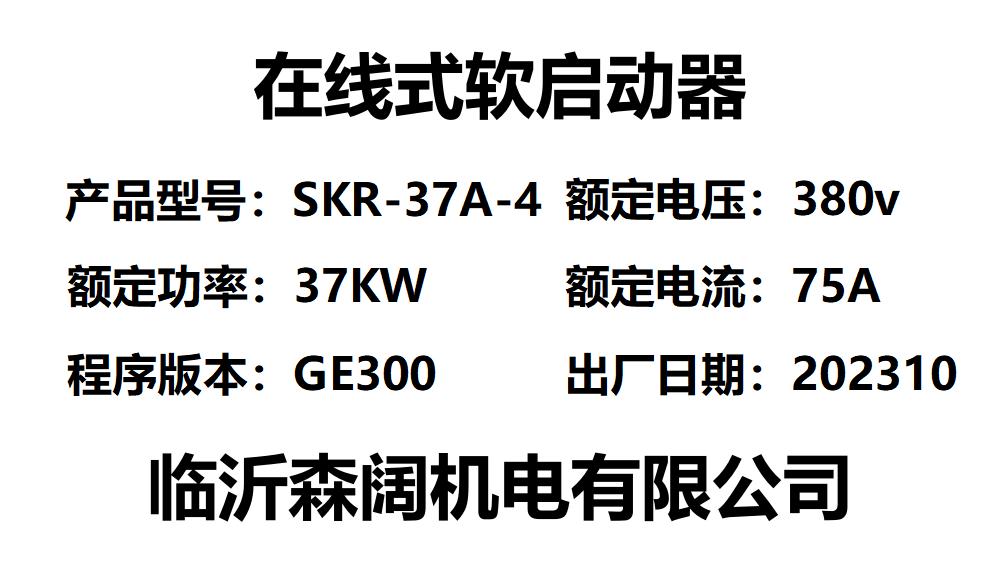 在线式软启动器
产品型号：SKR-37A-4 额定电压：380v
额定功率：37KW 额定电流：75A
程序版本：GE300 出厂日期：202310
临沂森阔机电有限公司